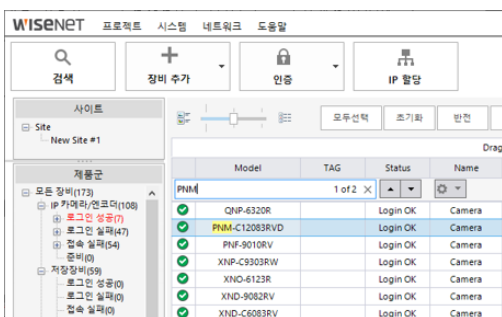 WISENET 프로젝트 시스템 네트워크 도움말
검색 장비 추가 인증 IP 할당
사이트
Site
New Site #1
모두선택 초기화 반전
Drag
제품군
모든 장비(173)
IP 카메라/엔코더(108)
로그인 성공(7)
로그인 실패(47)
접속 실패(54)
준비(0)
저장장비(59)
로그인 성공(0)
로그인 실패(0)
접속 실패(0)
Model TAG Status Name
PNM 1 of 2
QNP-6320R Login OK Camera
PNM-C12083RVD Login OK Camera
PNF-9010RV Login OK Camera
XNP-C9303RW Login OK Camera
XNO-6123R Login OK Camera
XND-9082RV Login OK Camera
XND-C6083RV Login OK Camera